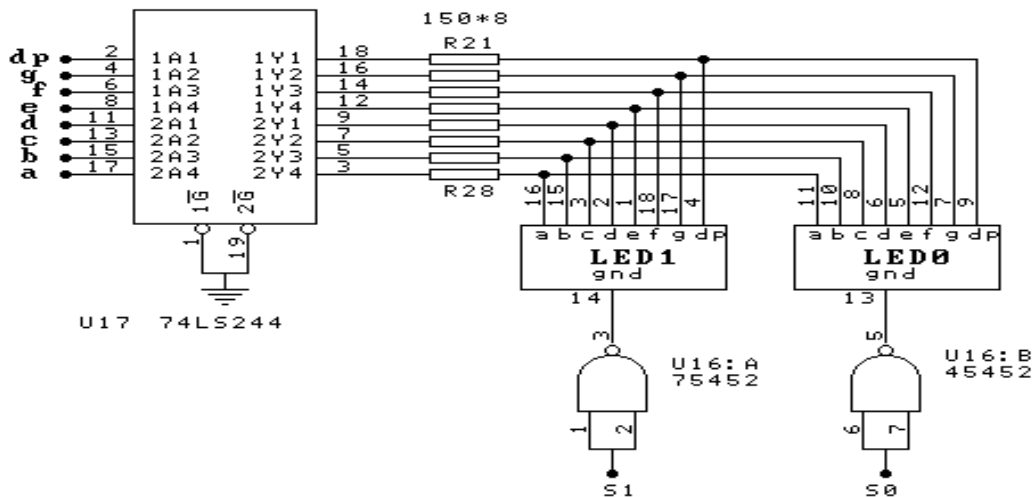 150*8
R21
dp 2 1A1 1Y1 18
g 4 1A2 1Y2 16
f 6 1A3 1Y3 14
e 8 1A4 1Y4 12
d 11 2A1 2Y1 9
c 13 2A2 2Y2 7
b 15 2A3 2Y3 5
a 17 2A4 2Y4 3
R28
1G 2G
1 19
16 15 3 2 1 18 17 4
11 10 8 6 5 12 7 9
a b c d e f g dp
a b c d e f g dp
LED1
LED0
gnd
gnd
14
13
U17 74LS244
3
5
U16:A
75452
U16:B
45452
1 2
6 7
S1
S0